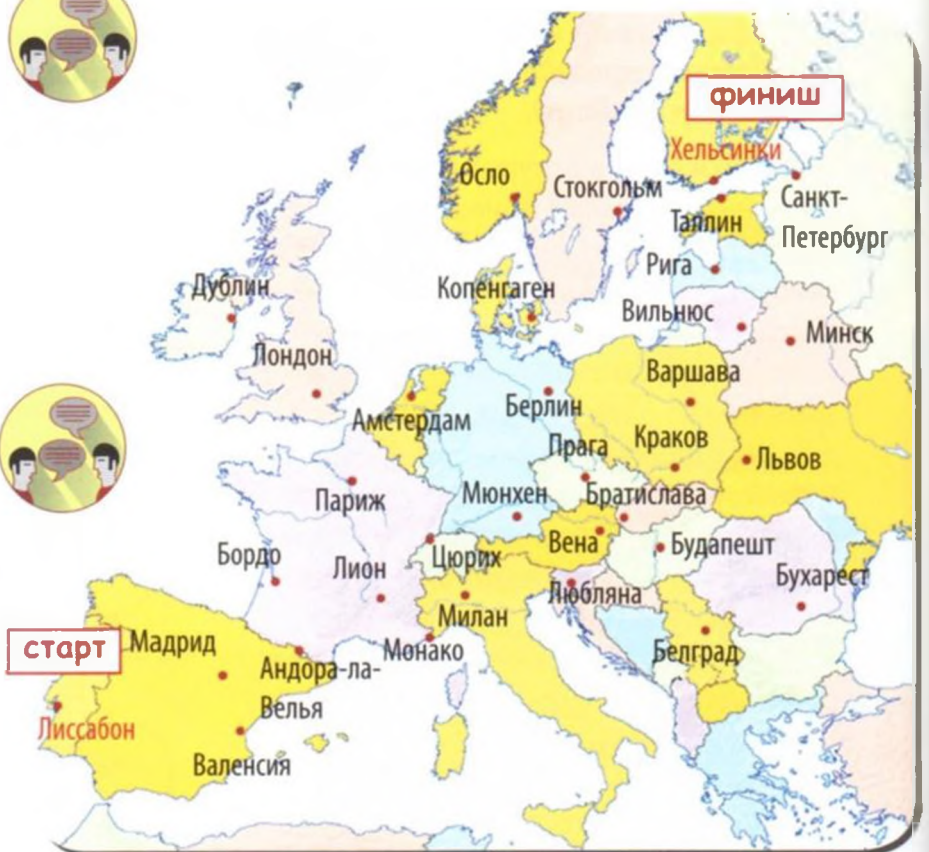 финиш
Хельсинки
Осло
Стокгольм
Санкт-
Петербург
Таллин
Рига
Дублин
Копенгаген
Вильнюс
Минск
Лондон
Варшава
Амстердам
Берлин
Прага
Краков
Львов
Париж
Мюнхен
Братислава
Бордо
Лион
Цюрих
Вена
Будапешт
Бухарест
Любляна
Милан
старт
Мадрид
Монако
Белград
Андора-ла-
Велья
Лиссабон
Валенсия